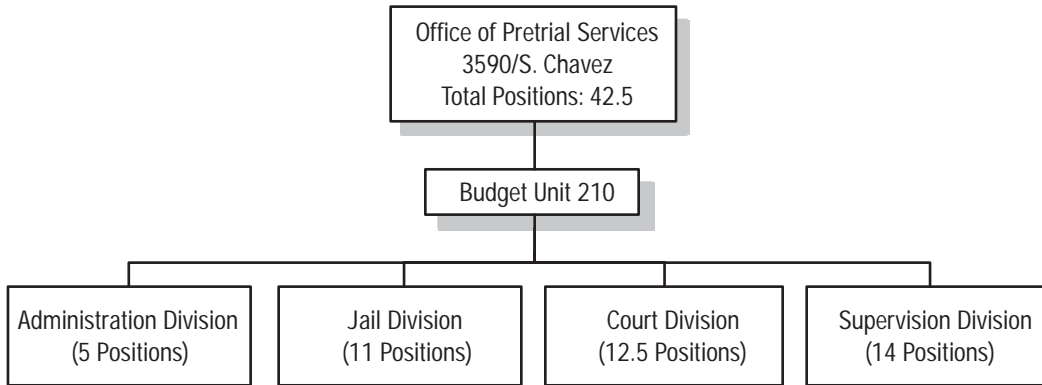 Office of Pretrial Services
3590/S. Chavez
Total Positions: 42.5
Budget Unit 210
Administration Division
(5 Positions)
Jail Division
(11 Positions)
Court Division
(12.5 Positions)
Supervision Division
(14 Positions)